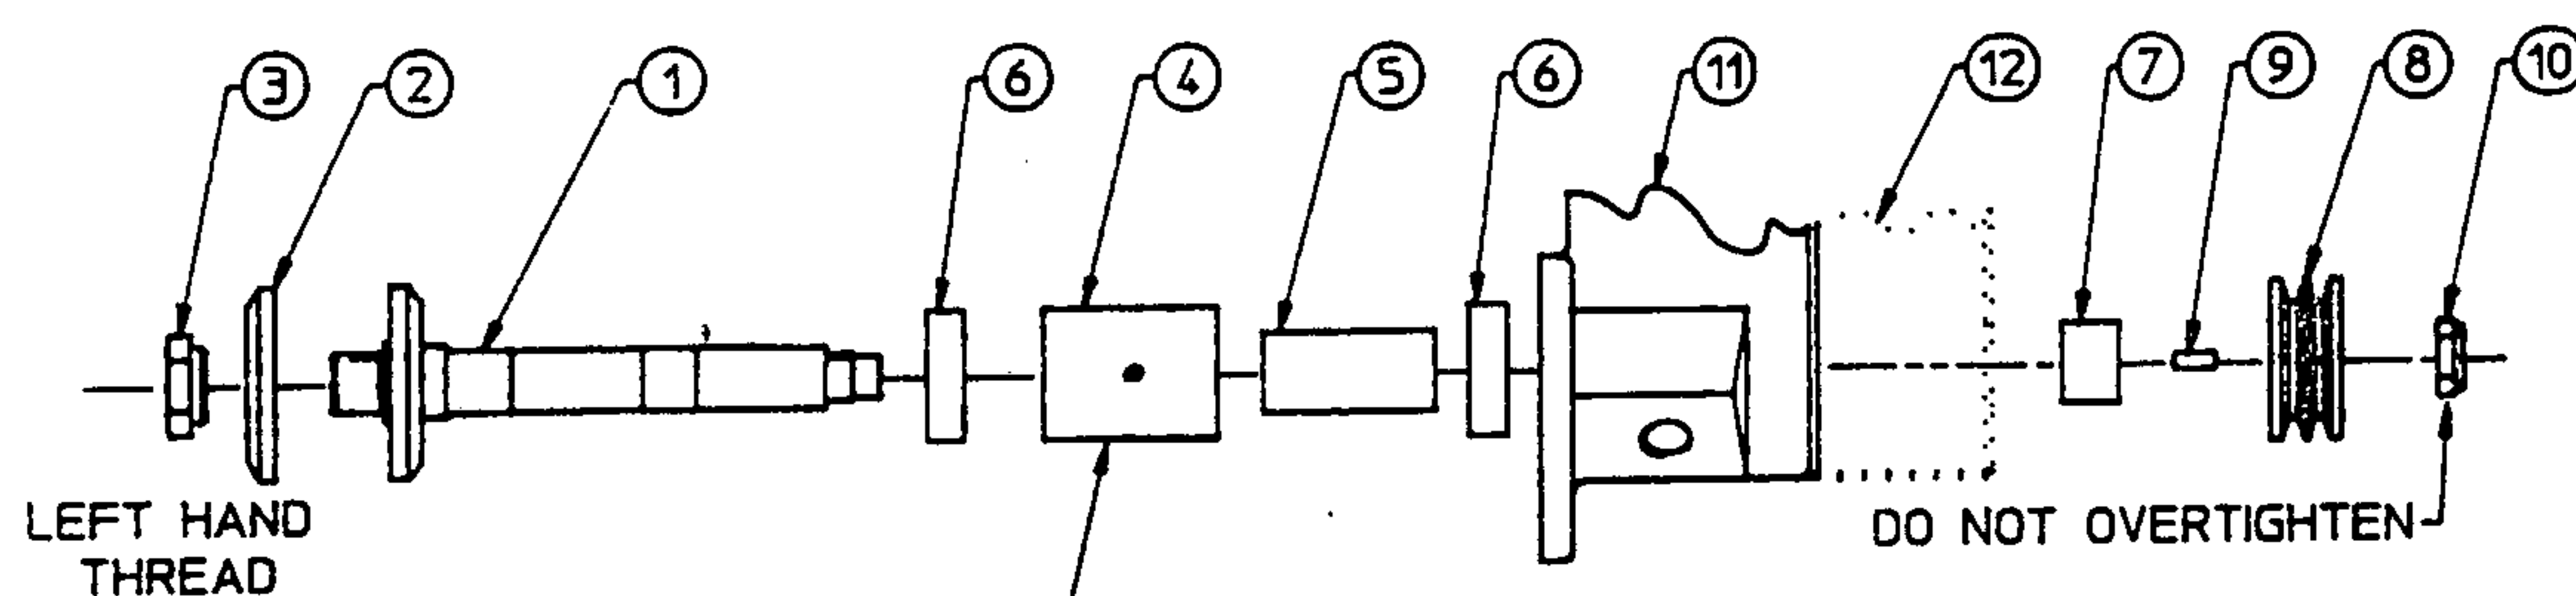 3 2 1 6 4 5 6 11 12 7 9 8 10
LEFT HAND
THREAD
DO NOT OVERTIGHTEN